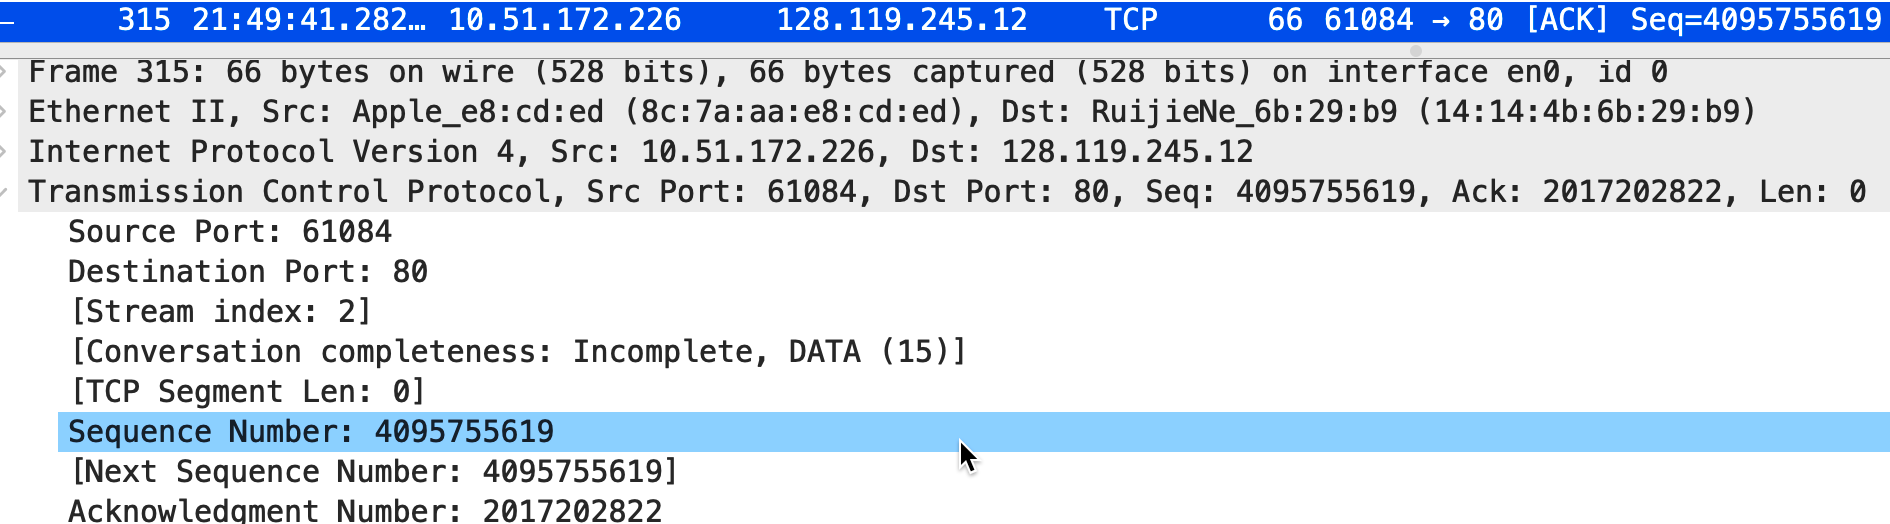 315 21:49:41.282… 10.51.172.226 128.119.245.12 TCP 66 61084 → 80 [ACK] Seq=4095755619
Frame 315: 66 bytes on wire (528 bits), 66 bytes captured (528 bits) on interface en0, id 0
Ethernet II, Src: Apple_e8:cd:ed (8c:7a:aa:e8:cd:ed), Dst: RuijieNe_6b:29:b9 (14:14:4b:6b:29:b9)
Internet Protocol Version 4, Src: 10.51.172.226, Dst: 128.119.245.12
Transmission Control Protocol, Src Port: 61084, Dst Port: 80, Seq: 4095755619, Ack: 2017202822, Len: 0
Source Port: 61084
Destination Port: 80
[Stream index: 2]
[Conversation completeness: Incomplete, DATA (15)]
[TCP Segment Len: 0]
Sequence Number: 4095755619
[Next Sequence Number: 4095755619]
Acknowledgment Number: 2017202822